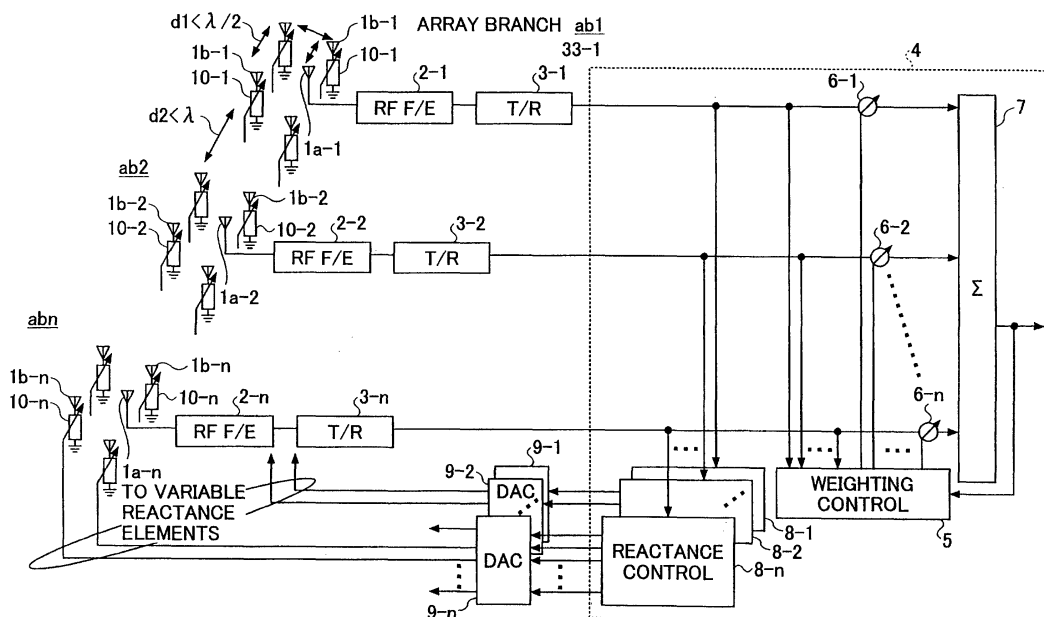 d1<λ/2
1b-1
ARRAY BRANCH ab1
33-1
4
1b-1
10-1
10-1
2-1
3-1
6-1
7
RF F/E
T/R
d2<λ
1a-1
ab2
1b-2
1b-2
10-2
10-2
2-2
3-2
6-2
RF F/E
T/R
Σ
1a-2
abn
1b-n
1b-n
10-n
10-n
2-n
3-n
6-n
RF F/E
T/R
1a-n
9-1
9-2
TO VARIABLE
REACTANCE
ELEMENTS
DAC
WEIGHTING
CONTROL
5
8-1
8-2
DAC
REACTANCE
CONTROL
8-n
9-n